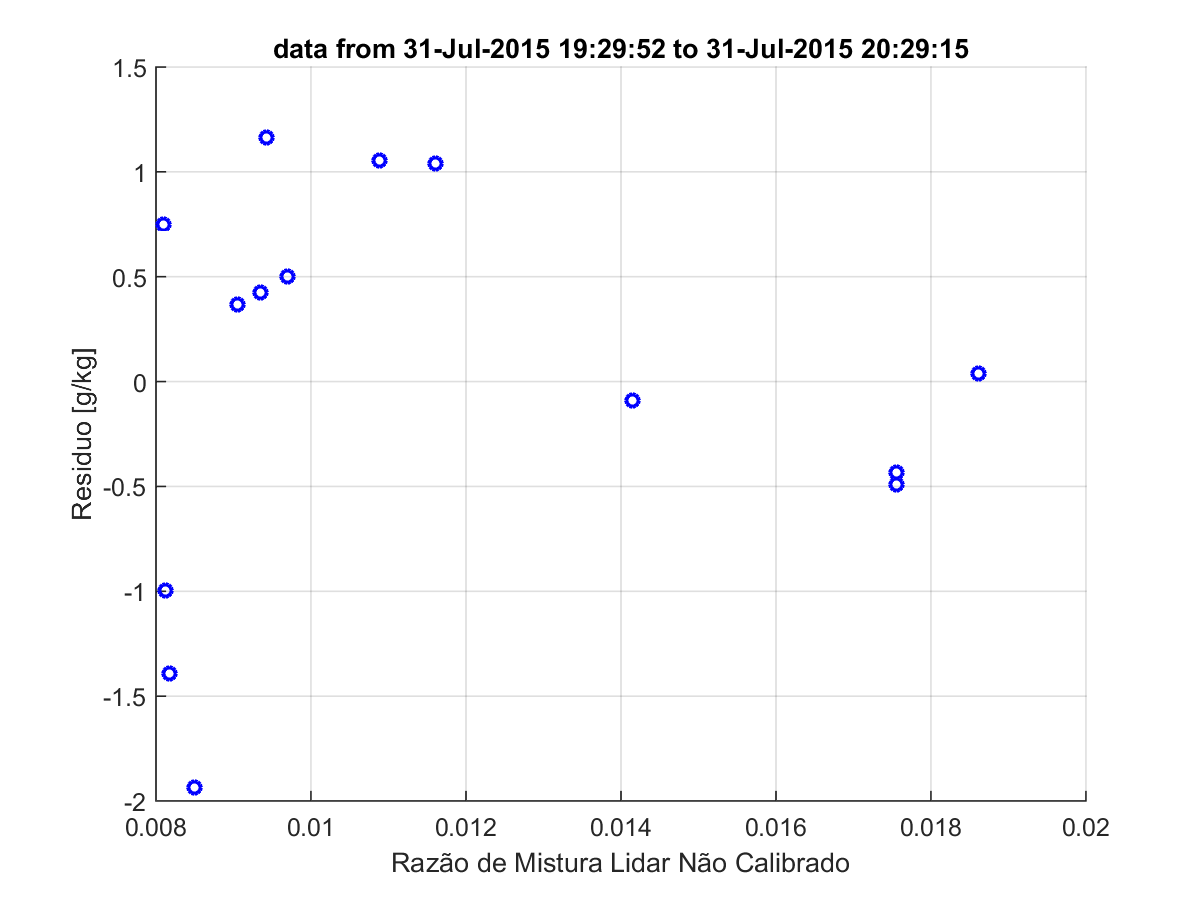 data from 31-Jul-2015 19:29:52 to 31-Jul-2015 20:29:15
1.5
1
0.5
0
-0.5
-1
-1.5
-2
Residuo [g/kg]
0.008 0.01 0.012 0.014 0.016 0.018 0.02
Razão de Mistura Lidar Não Calibrado